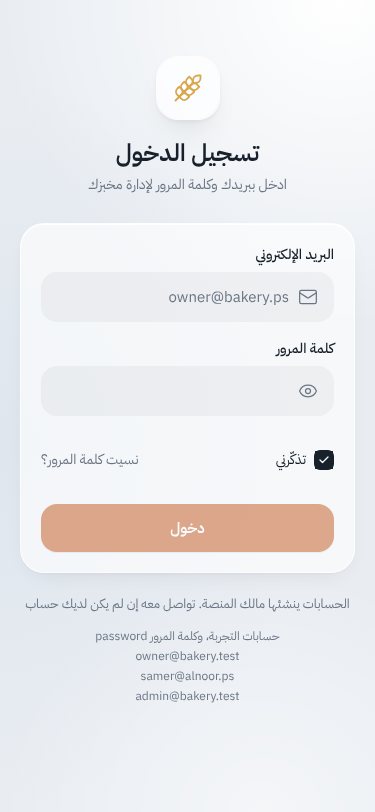 تسجيل الدخول
ادخل ببريدك وكلمة المرور لإدارة مخبزك
البريد الإلكتروني
owner@bakery.ps
كلمة المرور
تذكّرني
نسيت كلمة المرور؟
دخول
الحسابات ينشئها مالك المنصة. تواصل معه إن لم يكن لديك حساب
حسابات التجربة، وكلمة المرور password
owner@bakery.test
samer@alnoor.ps
admin@bakery.test